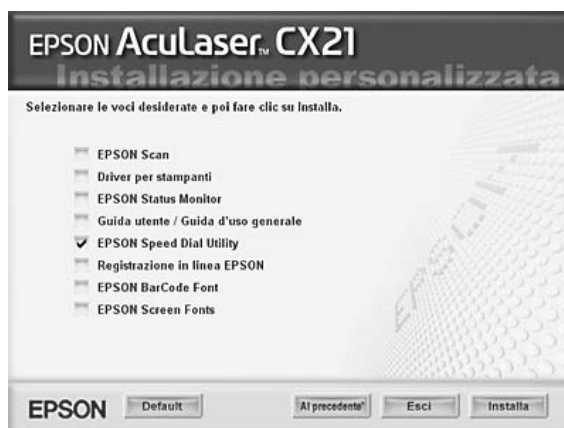 EPSON AcuLaser™ CX21
Installazione personalizzata
Selezionare le voci desiderate e poi fare clic su Installa.
EPSON Scan
Driver per stampanti
EPSON Status Monitor
Guida utente / Guida d'uso generale
EPSON Speed Dial Utility
Registrazione in linea EPSON
EPSON BarCode Font
EPSON Screen Fonts
EPSON
EPSON Default Al precedente" Esci Installa